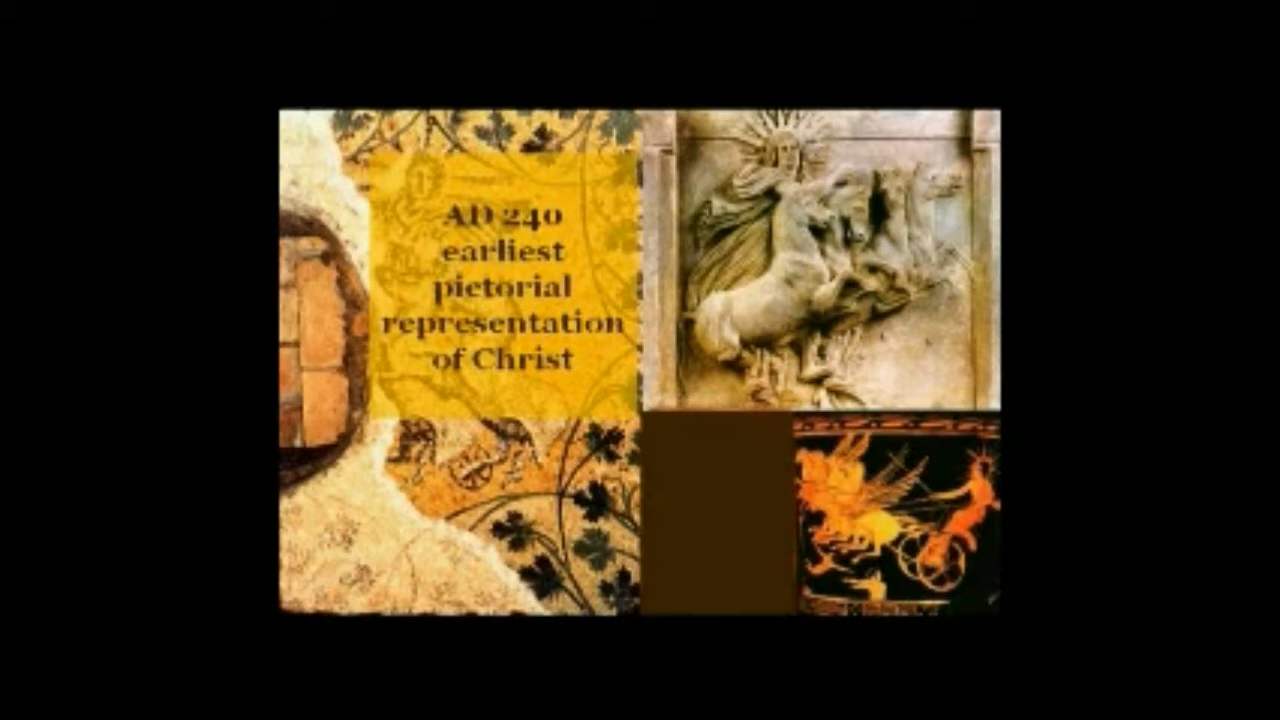 AD 240
earliest
pictorial
representation
of Christ